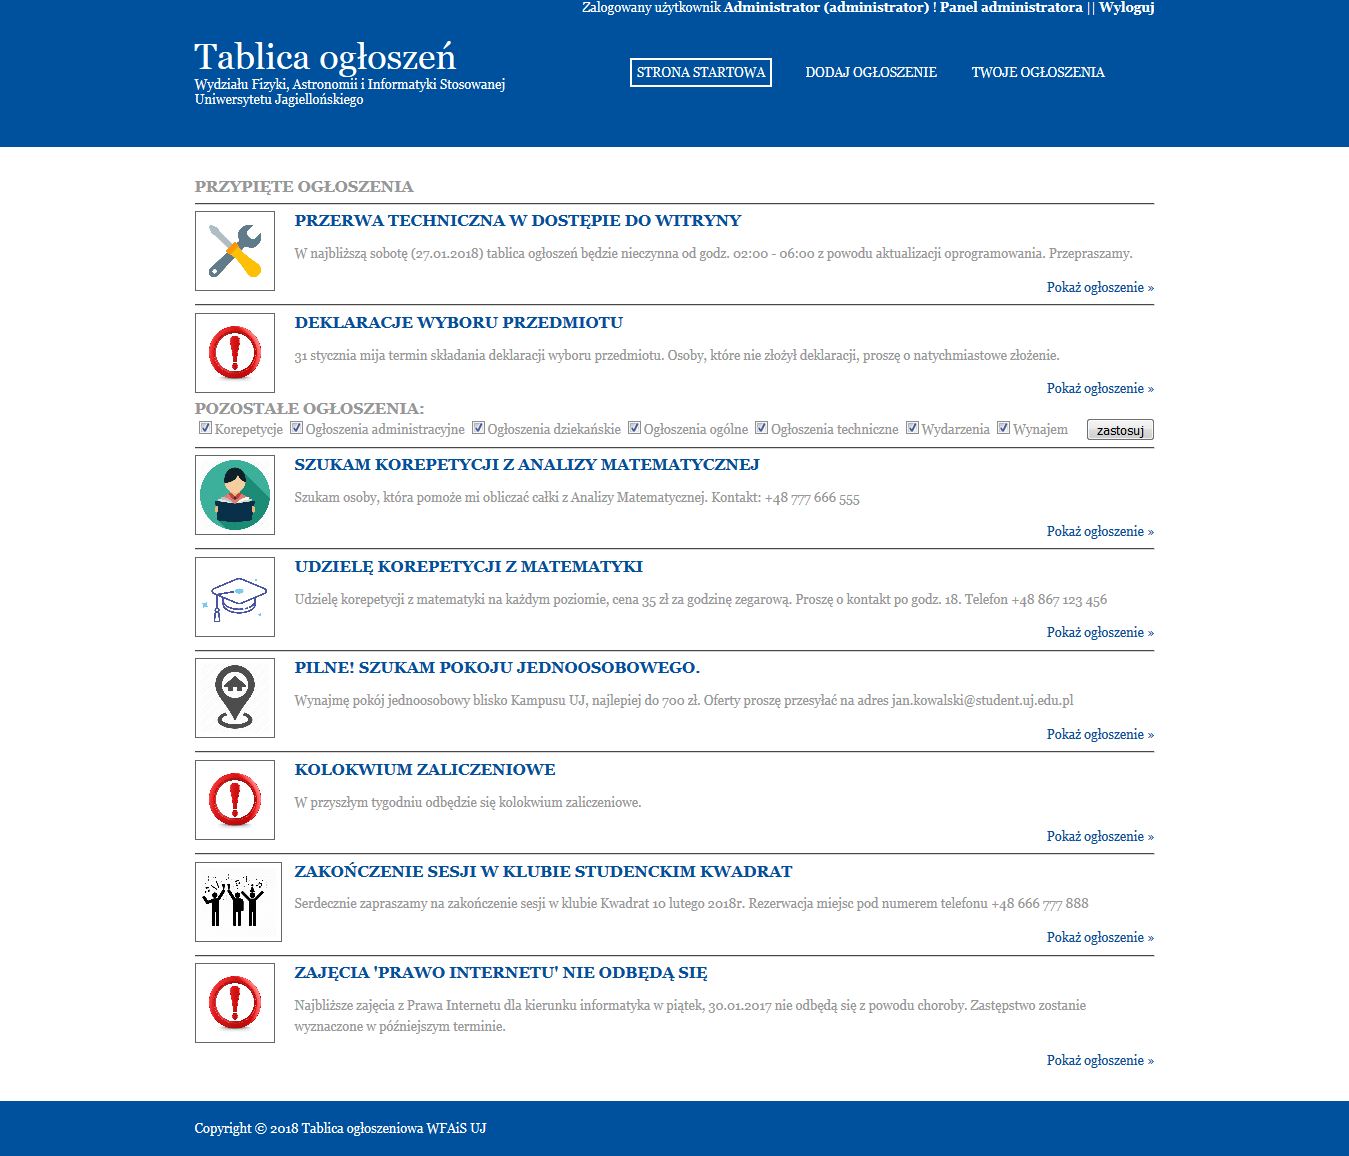 Zalogowany użytkownik Administrator (administrator) ! Panel administratora || Wyloguj
Tablica ogłoszeń
Wydziału Fizyki, Astronomii i Informatyki Stosowanej
Uniwersytetu Jagiellońskiego
STRONA STARTOWA DODAJ OGŁOSZENIE TWOJE OGŁOSZENIA
PRZYPIĘTE OGŁOSZENIA
PRZERWA TECHNICZNA W DOSTĘPIE DO WITRYNY
W najbliższą sobotę (27.01.2018) tablica ogłoszeń będzie nieczynna od godz. 02:00 - 06:00 z powodu aktualizacji oprogramowania. Przepraszamy.
Pokaż ogłoszenie »
DEKLARACJE WYBORU PRZEDMIOTU
31 stycznia mija termin składania deklaracji wyboru przedmiotu. Osoby, które nie złożył deklaracji, proszę o natychmiastowe złożenie.
Pokaż ogłoszenie »
POZOSTAŁE OGŁOSZENIA:
Korepetycje Ogłoszenia administracyjne Ogłoszenia dziekańskie Ogłoszenia ogólne Ogłoszenia techniczne Wydarzenia Wynajem zastosuj
SZUKAM KOREPETYCJI Z ANALIZY MATEMATYCZNEJ
Szukam osoby, która pomoże mi obliczać całki z Analizy Matematycznej. Kontakt: +48 777 666 555
Pokaż ogłoszenie »
UDZIELĘ KOREPETYCJI Z MATEMATYKI
Udzielę korepetycji z matematyki na każdym poziomie, cena 35 zł za godzinę zegarową. Proszę o kontakt po godz. 18. Telefon +48 867 123 456
Pokaż ogłoszenie »
PILNE! SZUKAM POKOJU JEDNOOSOBOWEGO.
Wynajmę pokój jednoosobowy blisko Kampusu UJ, najlepiej do 700 zł. Oferty proszę przesyłać na adres jan.kowalski@student.uj.edu.pl
Pokaż ogłoszenie »
KOLOKWIUM ZALICZENIOWE
W przyszłym tygodniu odbędzie się kolokwium zaliczeniowe.
Pokaż ogłoszenie »
ZAKOŃCZENIE SESJI W KLUBIE STUDENCKIM KWADRAT
Serdecznie zapraszamy na zakończenie sesji w klubie Kwadrat 10 lutego 2018r. Rezerwacja miejsc pod numerem telefonu +48 666 777 888
Pokaż ogłoszenie »
ZAJĘCIA 'PRAWO INTERNETU' NIE ODBĘDĄ SIĘ
Najbliższe zajęcia z Prawa Internetu dla kierunku informatyka w piątek, 30.01.2017 nie odbędą się z powodu choroby. Zastępstwo zostanie
wyznaczone w późniejszym terminie.
Pokaż ogłoszenie »
Copyright © 2018 Tablica ogłoszeniowa WFAiS UJ